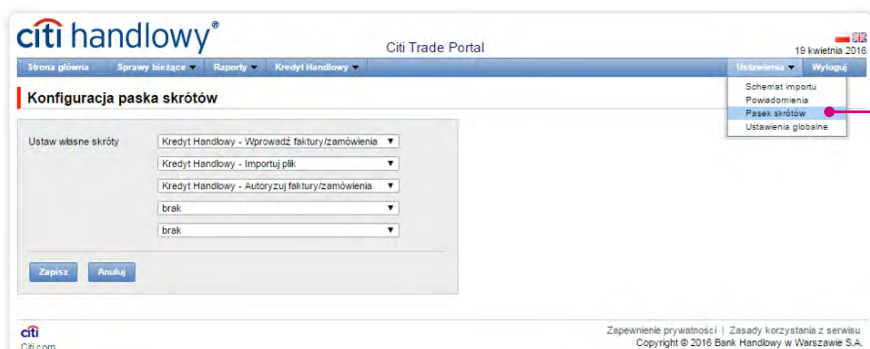 citi handlowy®
Citi Trade Portal
19 kwietnia 2016
Strona główna Sprawy bieżące Raporty Kredyt Handlowy Ustawienia Wyloguj
Konfiguracja paska skrótów
Schemat importu
Powiadomienia
Pasek skrótów
Ustawienia globalne
Ustaw własne skróty
Kredyt Handlowy - Wprowadź faktury/zamówienia
Kredyt Handlowy - Importuj plik
Kredyt Handlowy - Autoryzuj faktury/zamówienia
brak
brak
Zapisz Anuluj
citi
Citi.com
Zapewnienie prywatności | Zasady korzystania z serwisu
Copyright © 2016 Bank Handlowy w Warszawie S.A.